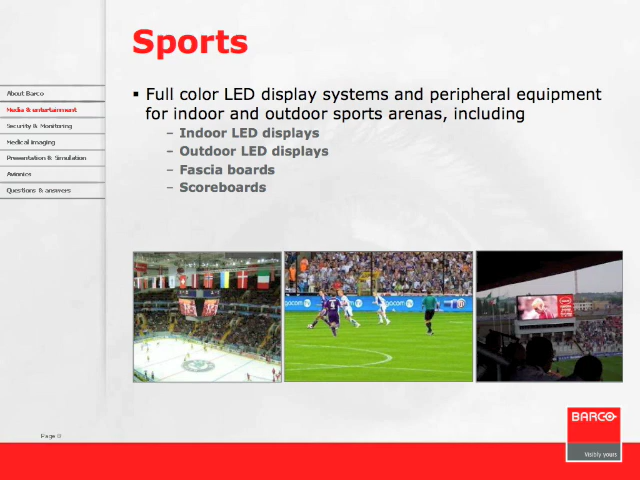 Sports
About Barco
Media & entertainment
Security & Monitoring
Medical imaging
Presentation & Simulation
Avionics
Questions & answers
▪ Full color LED display systems and peripheral equipment
for indoor and outdoor sports arenas, including
– Indoor LED displays
– Outdoor LED displays
– Fascia boards
– Scoreboards
BARCO
Visibly yours